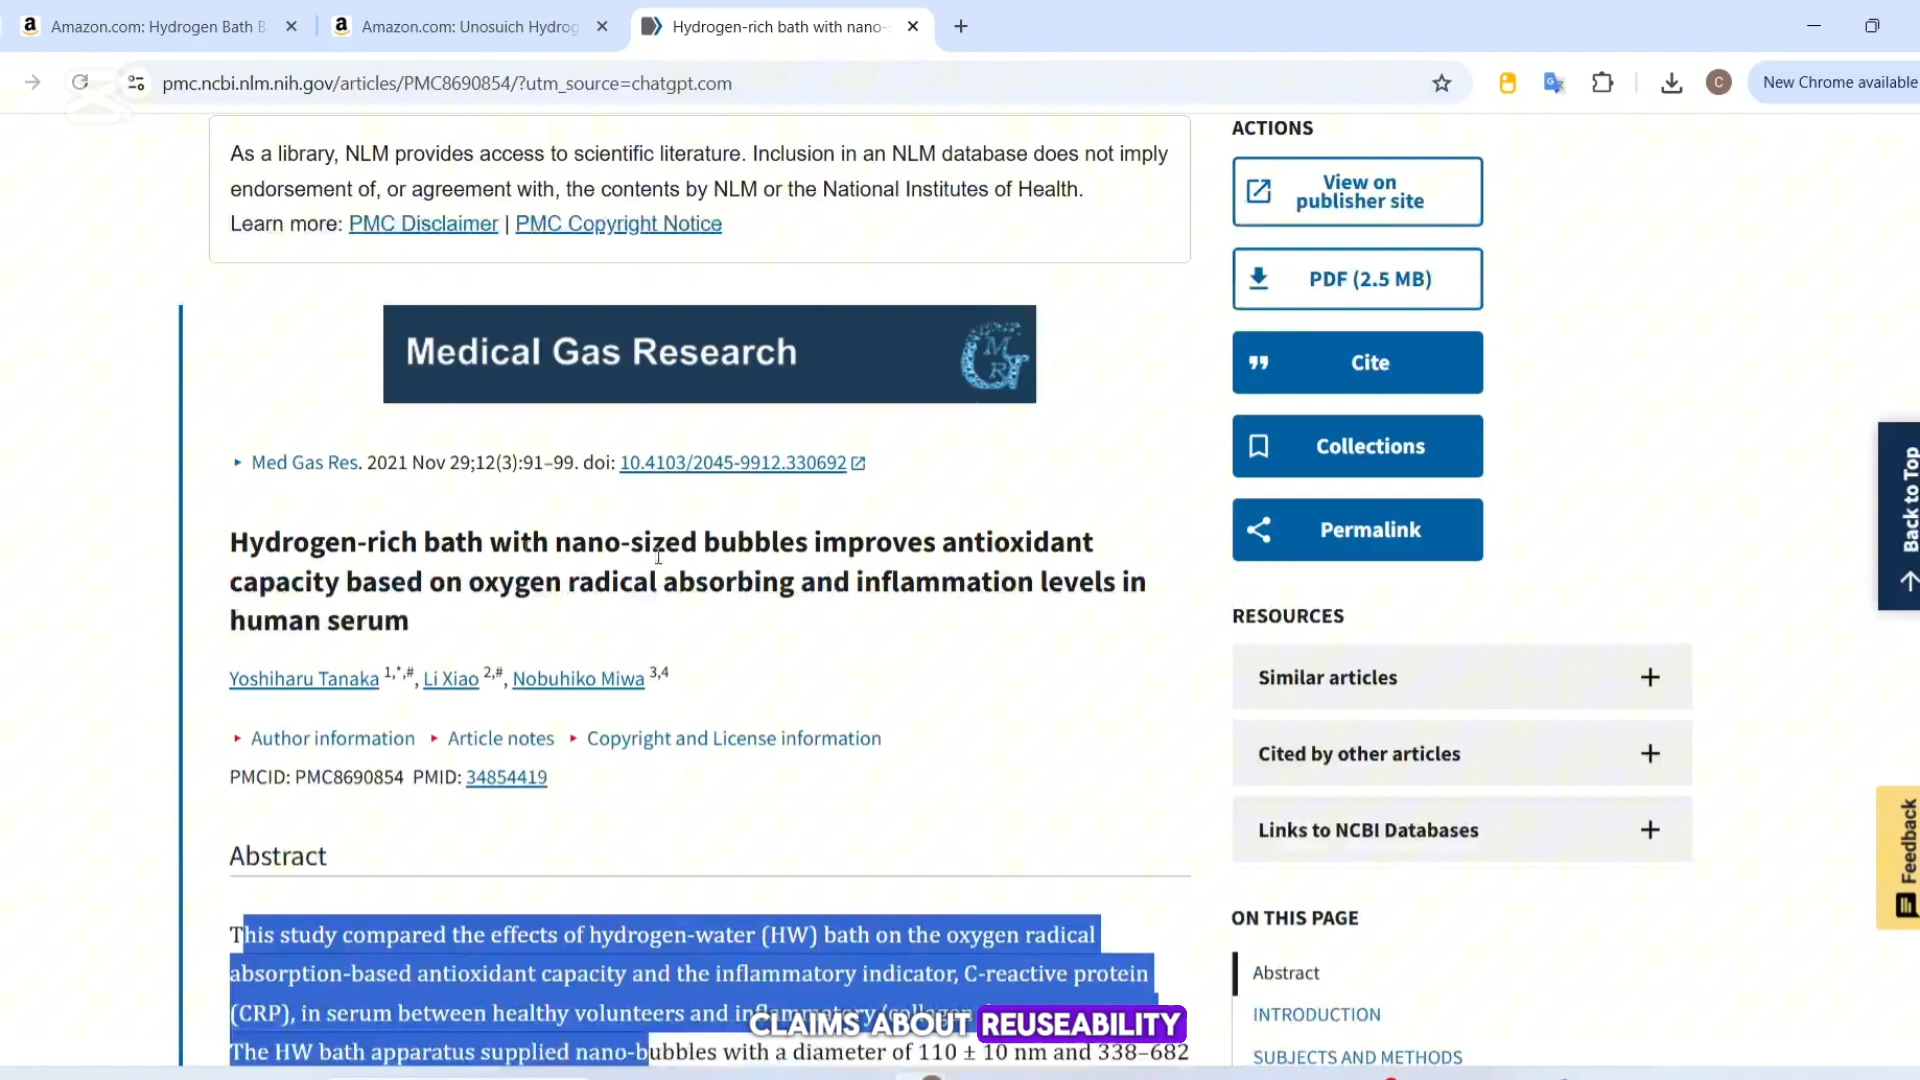 Amazon.com: Hydrogen Bath B
Amazon.com: Unosuich Hydrog
Hydrogen-rich bath with nano-
pmc.ncbi.nlm.nih.gov/articles/PMC8690854/?utm_source=chatgpt.com
C
New Chrome available
As a library, NLM provides access to scientific literature. Inclusion in an NLM database does not imply
endorsement of, or agreement with, the contents by NLM or the National Institutes of Health.
Learn more: PMC Disclaimer | PMC Copyright Notice
Medical Gas Research
MGR
Med Gas Res. 2021 Nov 29;12(3):91–99. doi: 10.4103/2045-9912.330692
Hydrogen-rich bath with nano-sized bubbles improves antioxidant
capacity based on oxygen radical absorbing and inflammation levels in
human serum
Yoshiharu Tanaka 1,*,#, Li Xiao 2,#, Nobuhiko Miwa 3,4
Author information Article notes Copyright and License information
PMCID: PMC8690854 PMID: 34854419
Abstract
This study compared the effects of hydrogen-water (HW) bath on the oxygen radical
absorption-based antioxidant capacity and the inflammatory indicator, C-reactive protein
(CRP), in serum between healthy volunteers and inflammatory
The HW bath apparatus supplied nano-bubbles with a diameter of 110 ± 10 nm and 338–682
CLAIMS ABOUT REUSEABILITY
ACTIONS
View on
publisher site
PDF (2.5 MB)
Cite
Collections
Permalink
RESOURCES
Similar articles
Cited by other articles
Links to NCBI Databases
ON THIS PAGE
Abstract
INTRODUCTION
SUBJECTS AND METHODS
Back to Top
Feedback